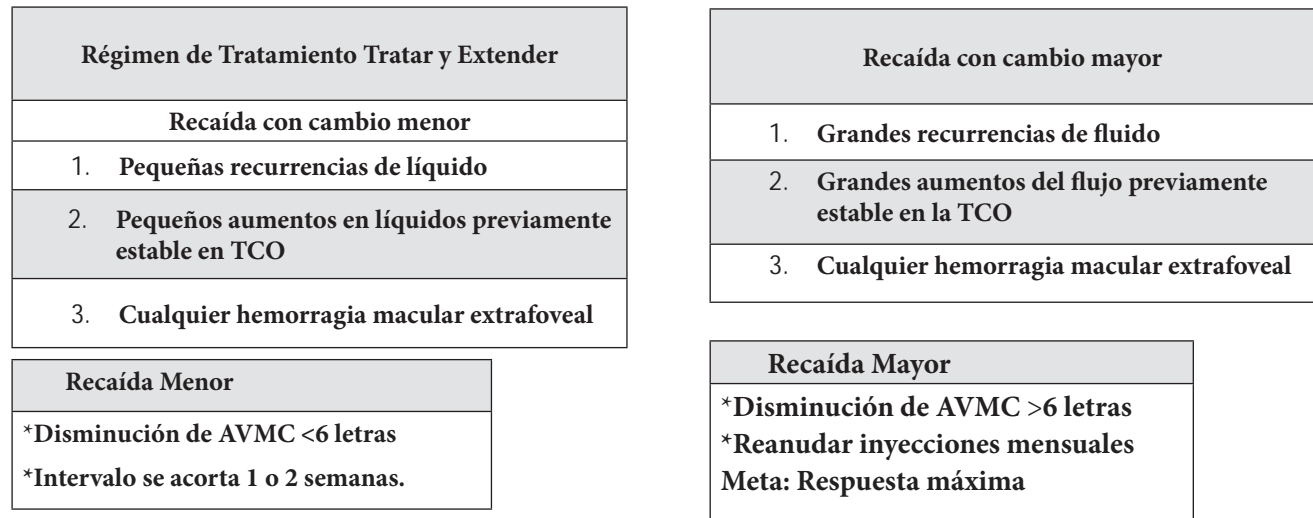 Régimen de Tratamiento Tratar y Extender
Recaída con cambio menor
1. Pequeñas recurrencias de líquido
2. Pequeños aumentos en líquidos previamente
estable en TCO
3. Cualquier hemorragia macular extrafoveal
Recaída Menor
*Disminución de AVMC <6 letras
*Intervalo se acorta 1 o 2 semanas.
Recaída con cambio mayor
1. Grandes recurrencias de fluido
2. Grandes aumentos del flujo previamente
estable en la TCO
3. Cualquier hemorragia macular extrafoveal
Recaída Mayor
*Disminución de AVMC >6 letras
*Reanudar inyecciones mensuales
Meta: Respuesta máxima